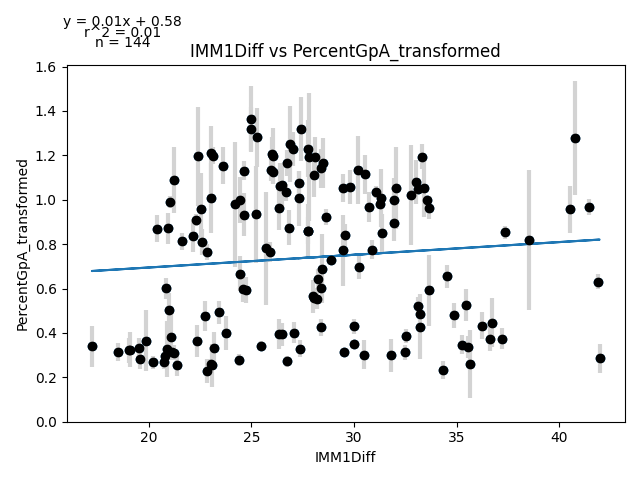 y = 0.01x + 0.58
r^2 = 0.01
n = 144
IMM1Diff vs PercentGpA_transformed
PercentGpA_transformed
1.6
1.4
1.2
1.0
0.8
0.6
0.4
0.2
0.0
20 25 30 35 40
IMM1Diff